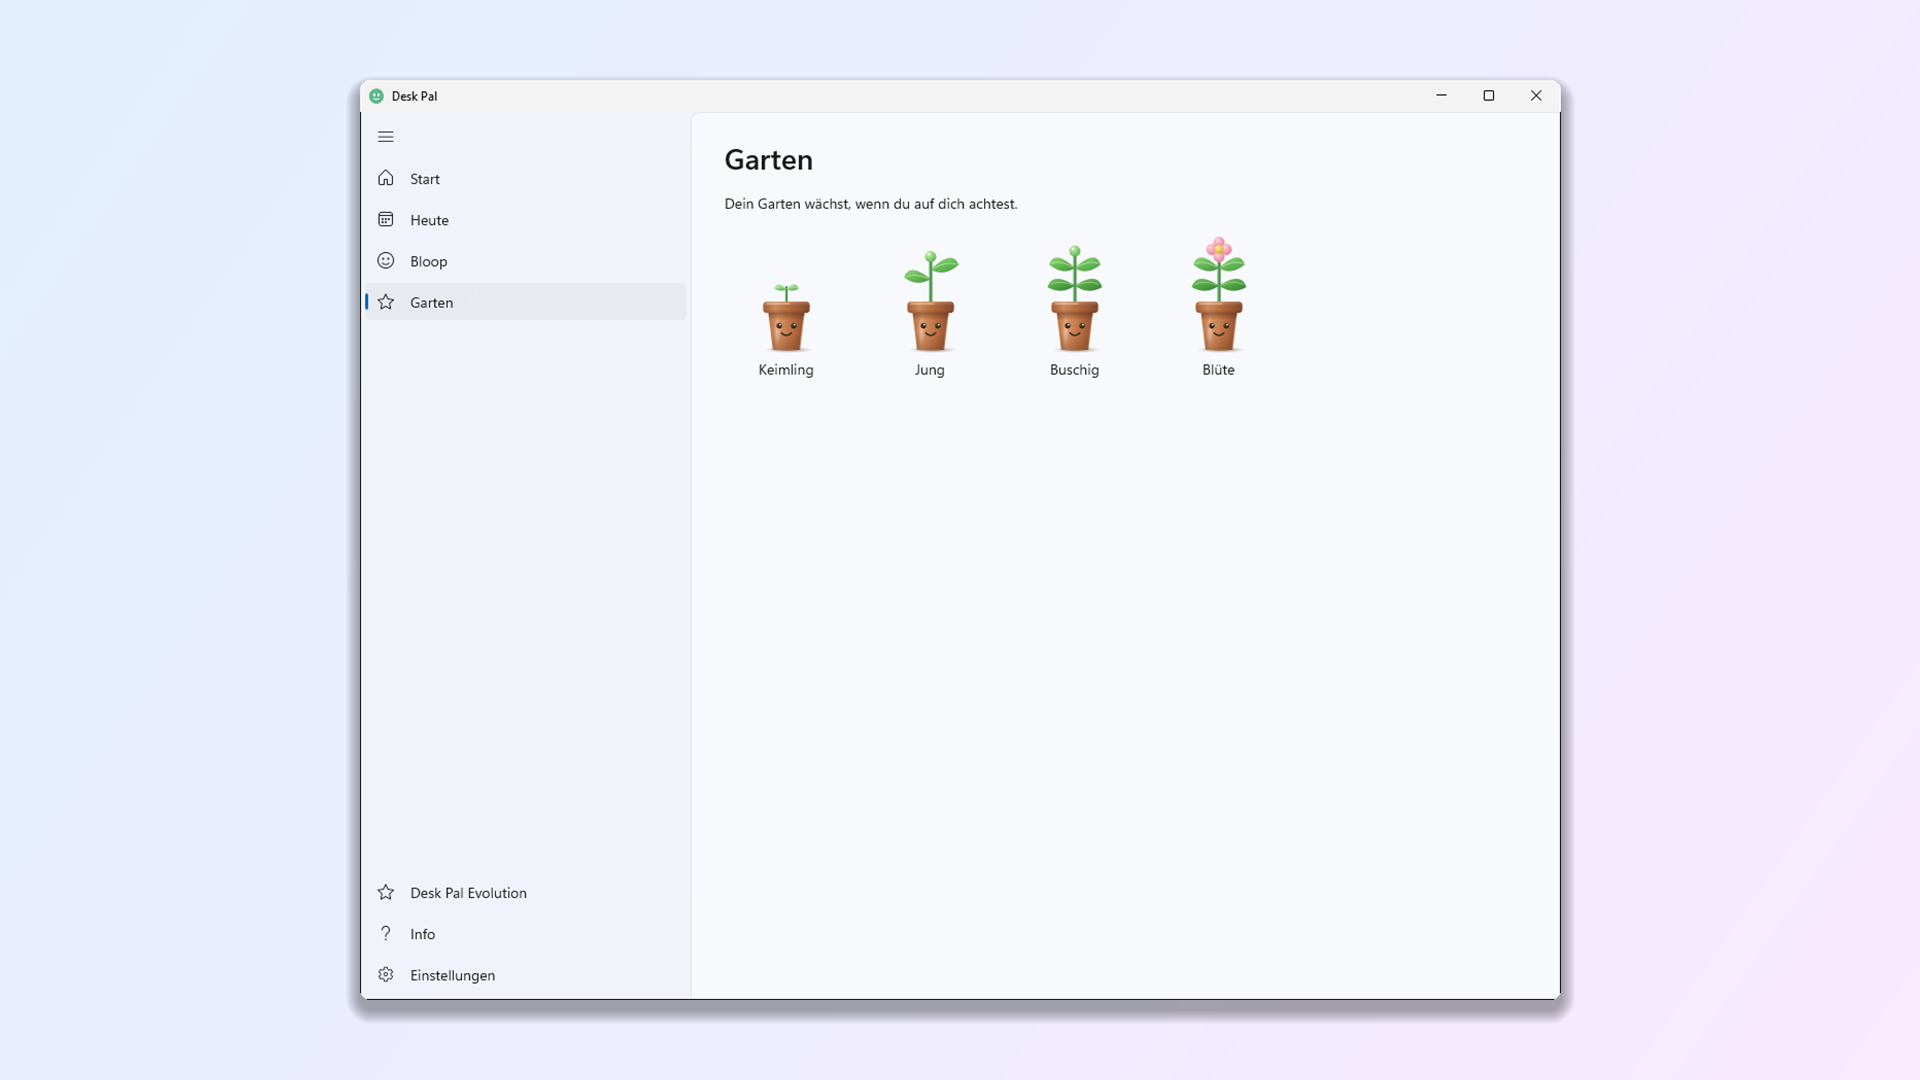 Desk Pal
Start
Heute
Bloop
Garten
Desk Pal Evolution
Info
Einstellungen
Garten
Dein Garten wächst, wenn du auf dich achtest.
Keimling
Jung
Buschig
Blüte